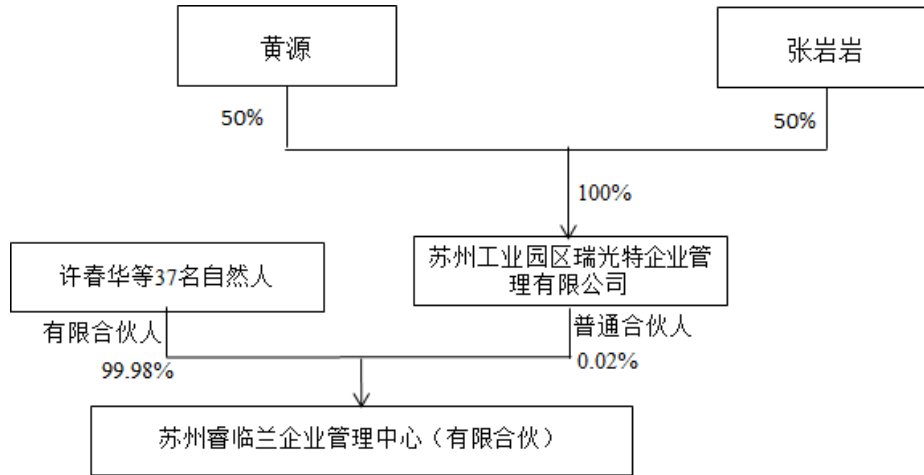 黄源
张岩岩
50%
50%
100%
许春华等37名自然人
苏州工业园区瑞光特企业管
理有限公司
有限合伙人
普通合伙人
99.98%
0.02%
苏州睿临兰企业管理中心（有限合伙）